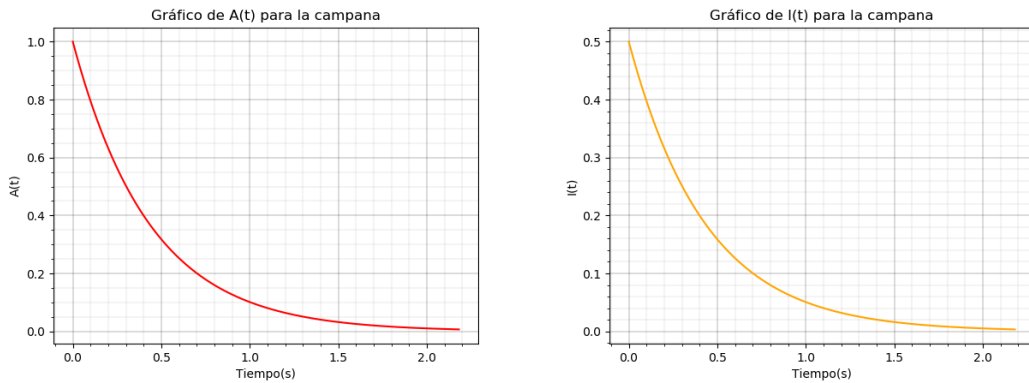 Gráfico de A(t) para la campana
1.0
0.8
0.6
0.4
0.2
0.0
A(t)
0.0 0.5 1.0 1.5 2.0
Tiempo(s)
Gráfico de I(t) para la campana
0.5
0.4
0.3
0.2
0.1
0.0
I(t)
0.0 0.5 1.0 1.5 2.0
Tiempo(s)